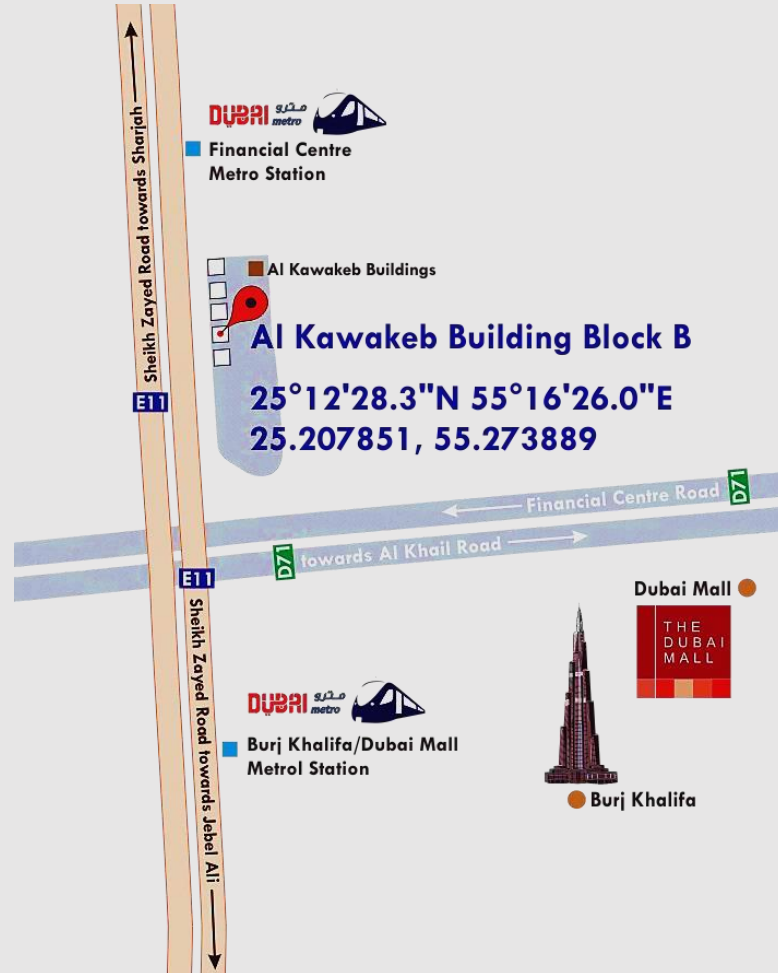 Sheikh Zayed Road towards Sharjah
DUBAI مترو metro
Financial Centre
Metro Station
Al Kawakeb Buildings
Al Kawakeb Building Block B
25°12'28.3"N 55°16'26.0"E
25.207851, 55.273889
E11
Financial Centre Road
D71
D71
towards Al Khail Road
E11
Sheikh Zayed Road towards Jebel Ali
Dubai Mall
THE
DUBAI
MALL
DUBAI مترو metro
Burj Khalifa/Dubai Mall
Metrol Station
Burj Khalifa